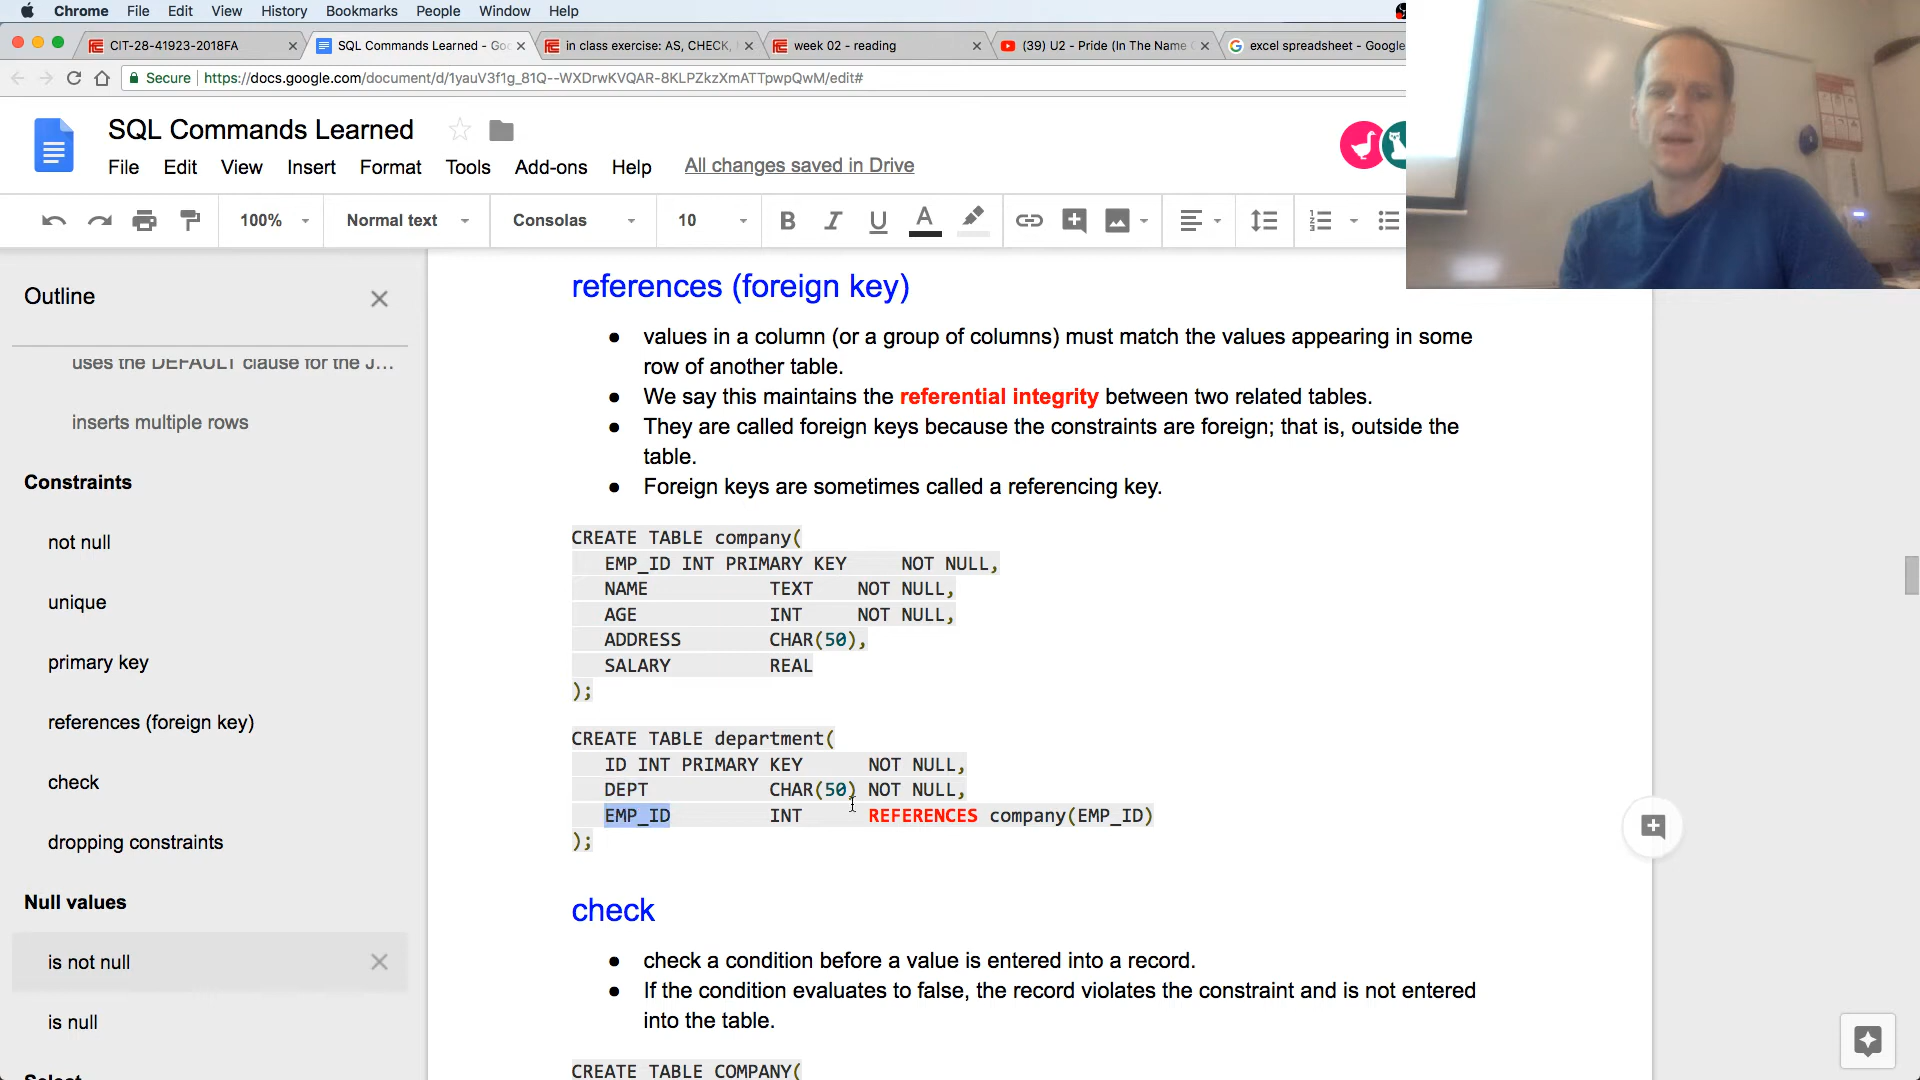 Chrome File Edit View History Bookmarks People Window Help
CIT-28-41923-2018FA
SQL Commands Learned - Goo
in class exercise: AS, CHECK,
week 02 - reading
(39) U2 - Pride (In The Name
excel spreadsheet - Google
Secure | https://docs.google.com/document/d/1yauV3f1g_81Q--WXDrwKVQAR-8KLPZkzXmATTpwpQwM/edit#
SQL Commands Learned
File Edit View Insert Format Tools Add-ons Help All changes saved in Drive
100% Normal text Consolas 10 B I U A
Outline
uses the DEFAULT clause for the J...
inserts multiple rows
Constraints
not null
unique
primary key
references (foreign key)
check
dropping constraints
Null values
is not null
is null
Select
references (foreign key)
● values in a column (or a group of columns) must match the values appearing in some
row of another table.
● We say this maintains the referential integrity between two related tables.
● They are called foreign keys because the constraints are foreign; that is, outside the
table.
● Foreign keys are sometimes called a referencing key.
CREATE TABLE company(
EMP_ID INT PRIMARY KEY NOT NULL,
NAME TEXT NOT NULL,
AGE INT NOT NULL,
ADDRESS CHAR(50),
SALARY REAL
);
CREATE TABLE department(
ID INT PRIMARY KEY NOT NULL,
DEPT CHAR(50) NOT NULL,
EMP_ID INT REFERENCES company(EMP_ID)
);
check
● check a condition before a value is entered into a record.
● If the condition evaluates to false, the record violates the constraint and is not entered
into the table.
CREATE TABLE COMPANY(